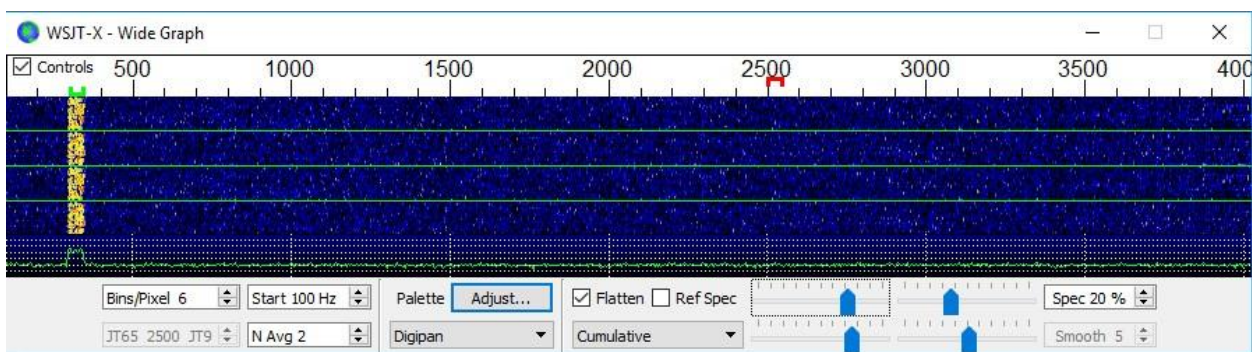 WSJT-X - Wide Graph
Controls 500 1000 1500 2000 2500 3000 3500 400
Bins/Pixel 6 Start 100 Hz Palette Adjust... Flatten Ref Spec Spec 20 %
JT65 2500 JT9 N Avg 2 Digipan Cumulative Smooth 5